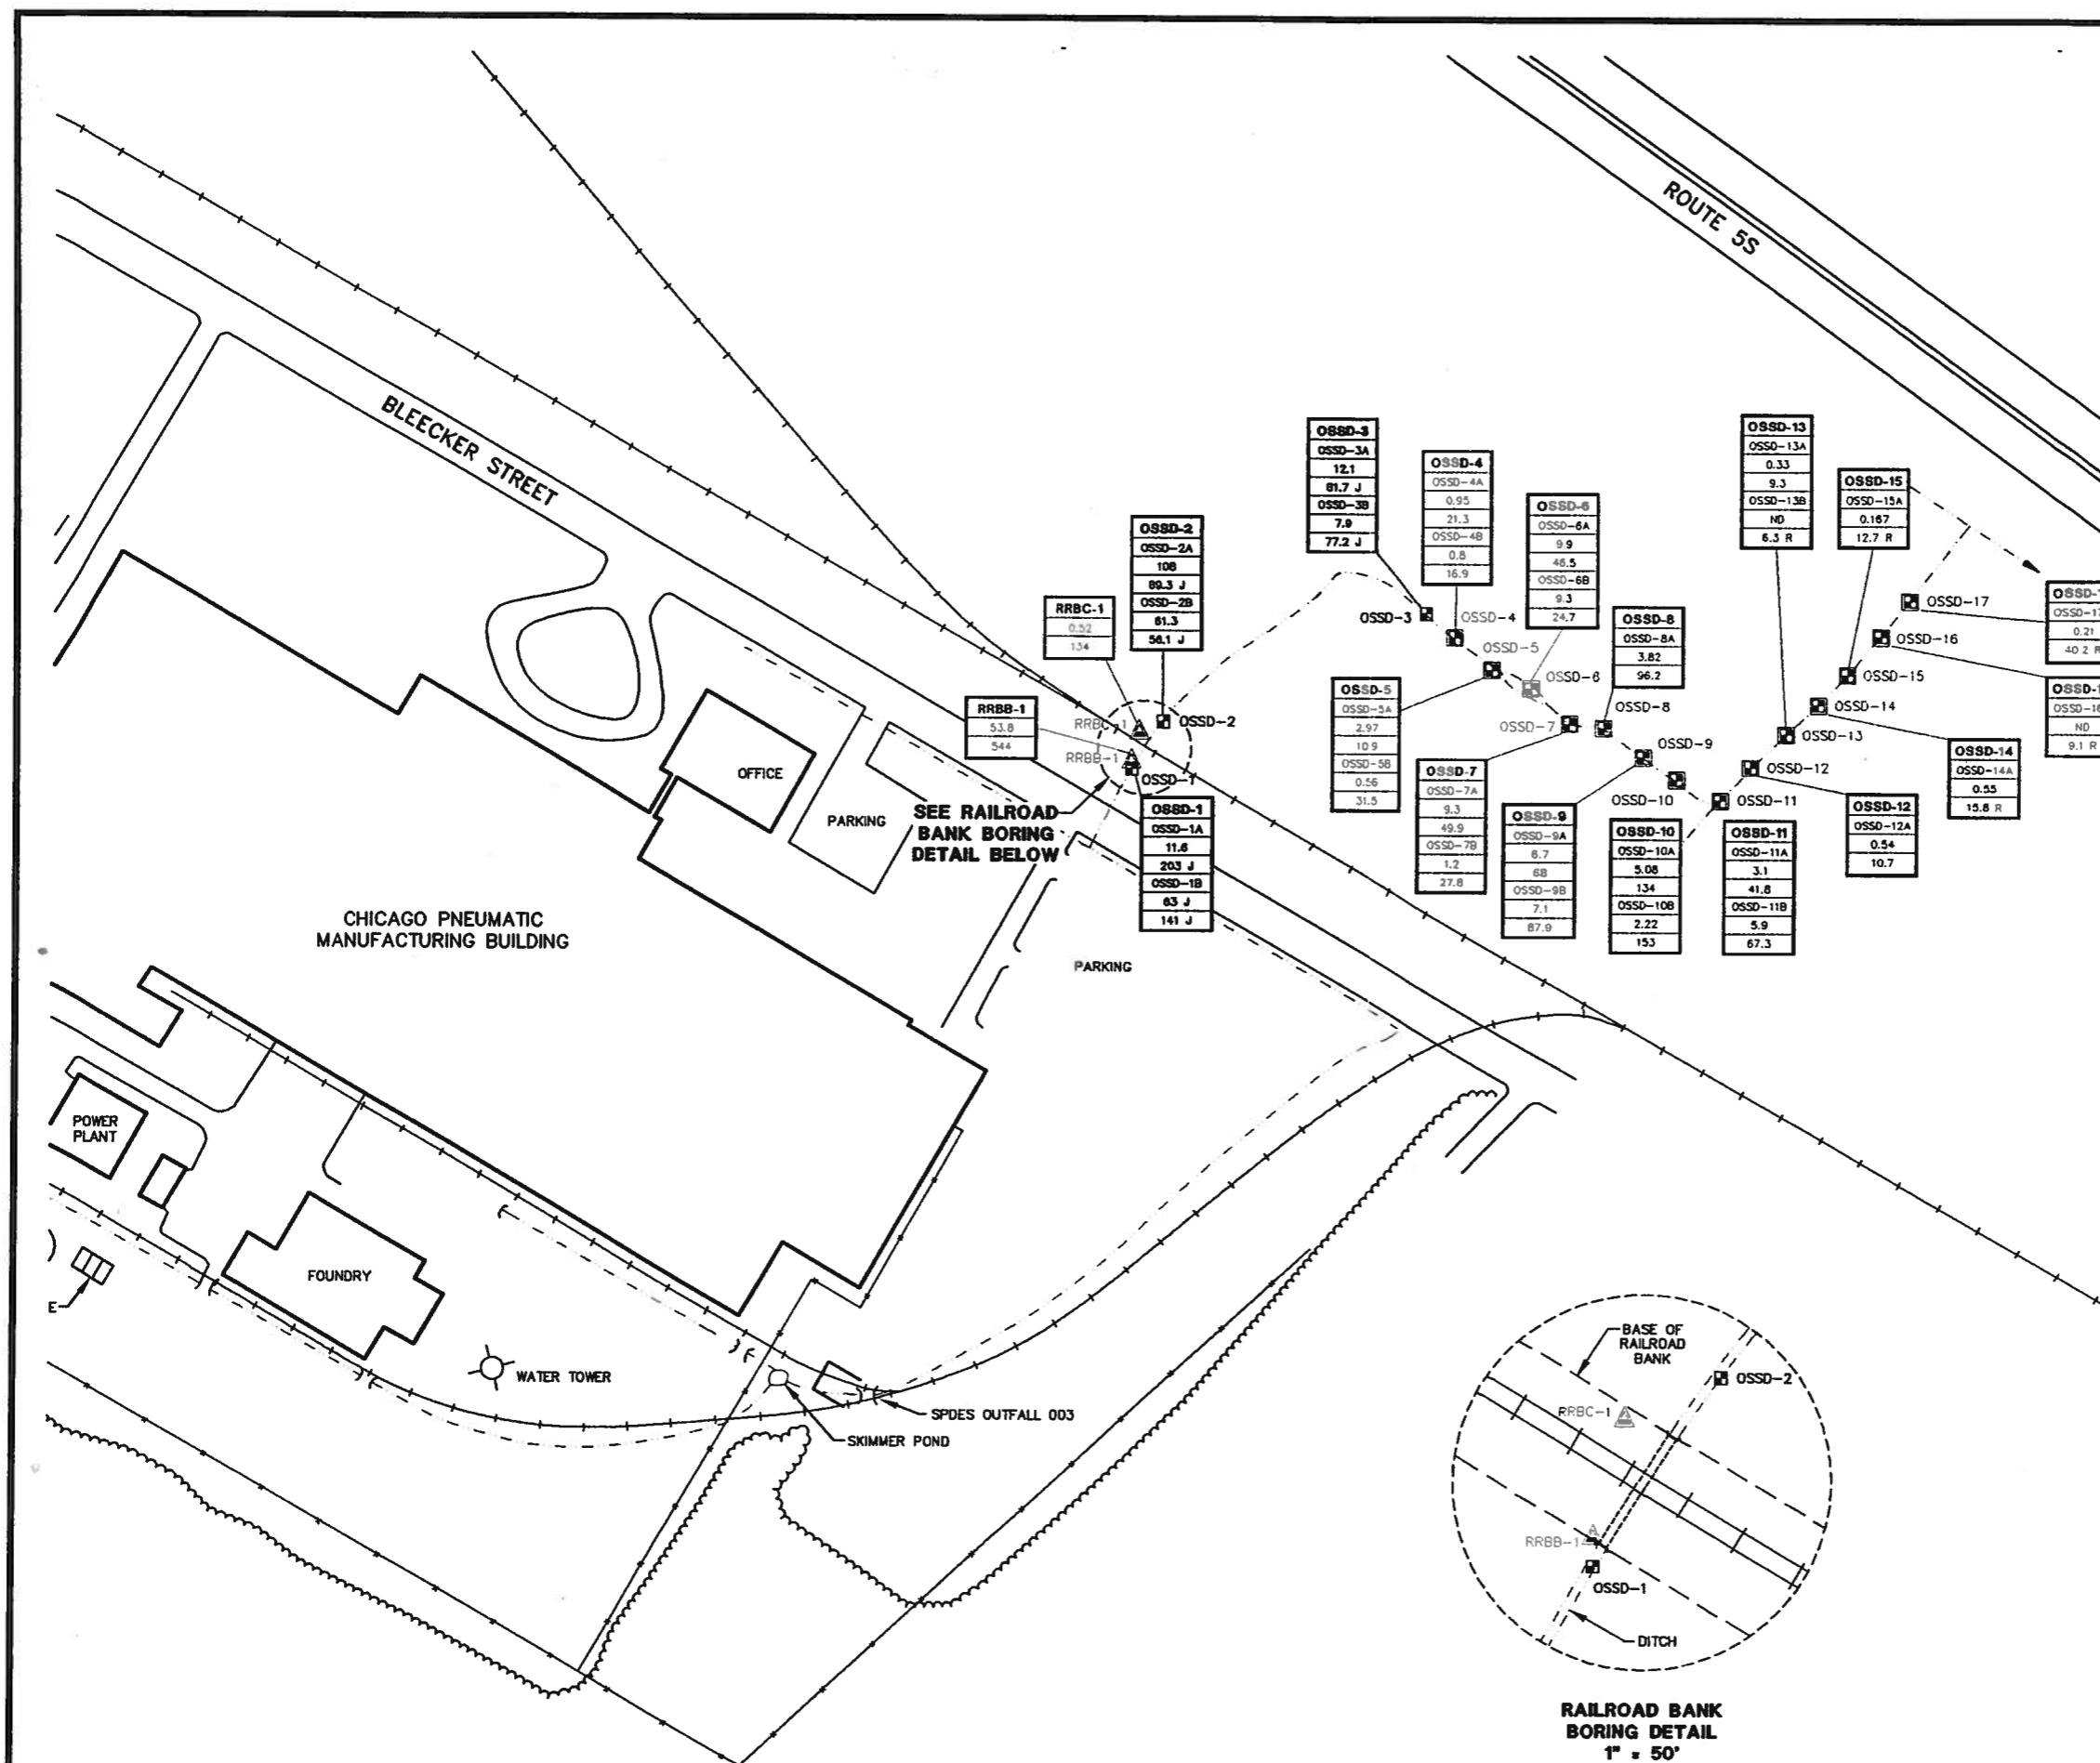 ROUTE 5S
BLEECKER STREET
OSSD-3
OSSD-3A
12.1
81.7 J
OSSD-3B
7.9
77.2 J
OSSD-4
OSSD-4A
0.95
21.3
OSSD-4B
0.8
16.9
OSSD-6
OSSD-6A
9.9
46.5
OSSD-6B
9.3
24.7
OSSD-13
OSSD-13A
0.33
9.3
OSSD-13B
ND
6.3 R
OSSD-15
OSSD-15A
0.167
12.7 R
OSSD-2
OSSD-2A
108
89.3 J
OSSD-2B
61.3
56.1 J
RRBC-1
0.52
134
OSSD-8
OSSD-8A
3.82
96.2
OSSD-3
OSSD-4
OSSD-5
OSSD-6
OSSD-7
OSSD-8
OSSD-9
OSSD-10
OSSD-11
OSSD-12
OSSD-13
OSSD-14
OSSD-15
OSSD-16
OSSD-17
0.21
40.2 R
ND
9.1 R
RRBB-1
53.8
544
RRBC-1
OSSD-2
RRBB-1
OSSD-1
OSSD-5
OSSD-5A
2.97
10.9
OSSD-5B
0.56
31.5
OSSD-7
OSSD-7A
9.3
49.9
OSSD-7B
1.2
27.8
OSSD-9
OSSD-9A
6.7
68
OSSD-9B
7.1
87.9
OSSD-10
OSSD-10A
5.08
134
OSSD-10B
2.22
153
OSSD-11
OSSD-11A
3.1
41.8
OSSD-11B
5.9
67.3
OSSD-12
OSSD-12A
0.54
10.7
OSSD-14
OSSD-14A
0.55
15.8 R
OSSD-1
OSSD-1A
11.6
203 J
OSSD-1B
63 J
141 J
SEE RAILROAD
BANK BORING
DETAIL BELOW
OFFICE
PARKING
CHICAGO PNEUMATIC
MANUFACTURING BUILDING
PARKING
POWER
PLANT
FOUNDRY
E
WATER TOWER
SPDES OUTFALL 003
SKIMMER POND
BASE OF
RAILROAD
BANK
OSSD-2
RRBC-1
RRBB-1
OSSD-1
DITCH
RAILROAD BANK
BORING DETAIL
1" = 50'